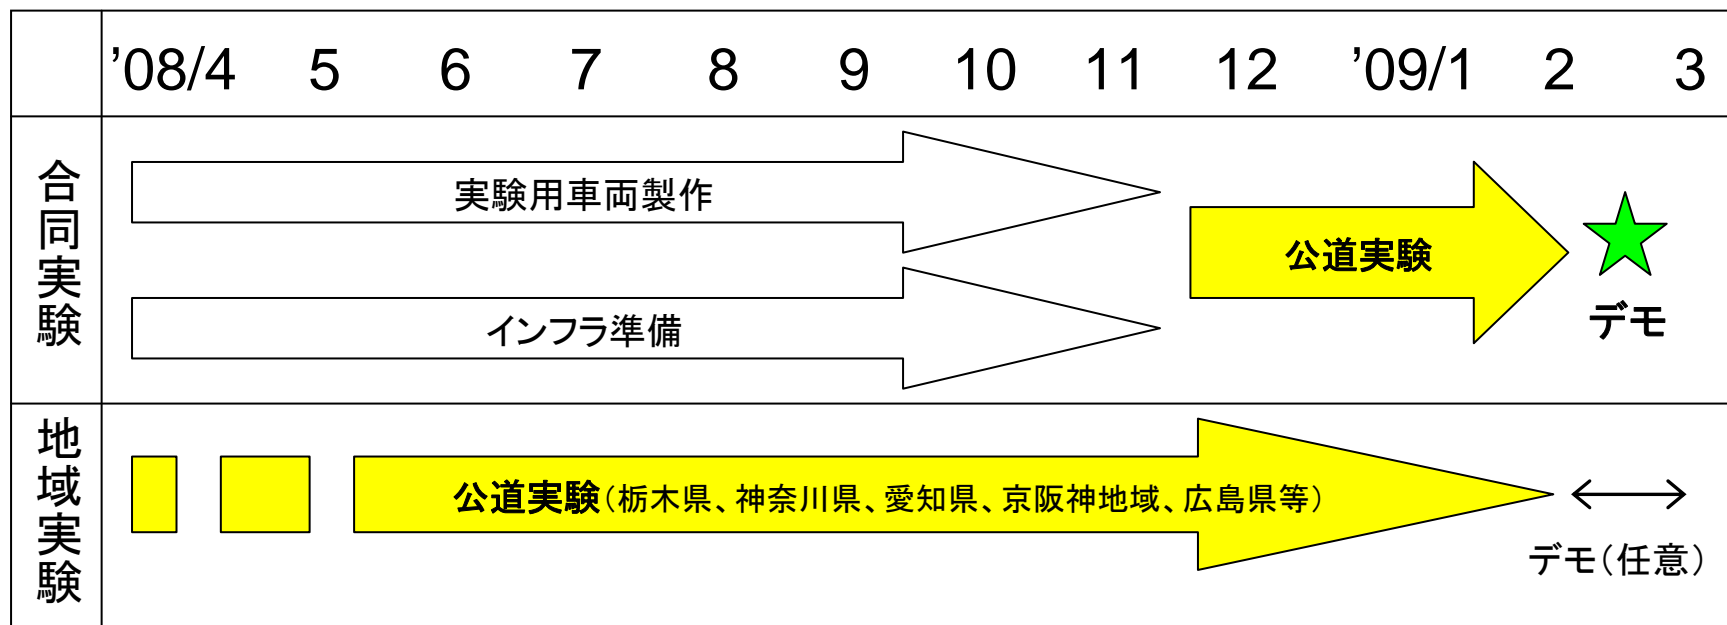 ’08/4 5 6 7 8 9 10 11 12 ’09/1 2 3
合同実験
実験用車両製作
インフラ準備
公道実験
デモ
地域実験
公道実験（栃木県、神奈川県、愛知県、京阪神地域、広島県等）
デモ（任意）